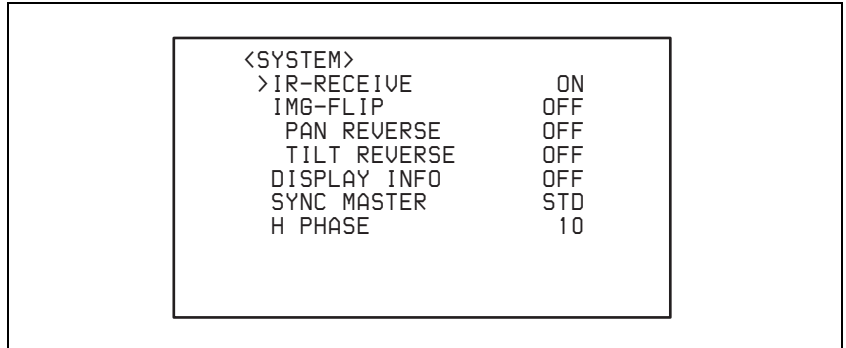 <SYSTEM>
>IR-RECEIVE ON
IMG-FLIP OFF
PAN REVERSE OFF
TILT REVERSE OFF
DISPLAY INFO OFF
SYNC MASTER STD
H PHASE 10